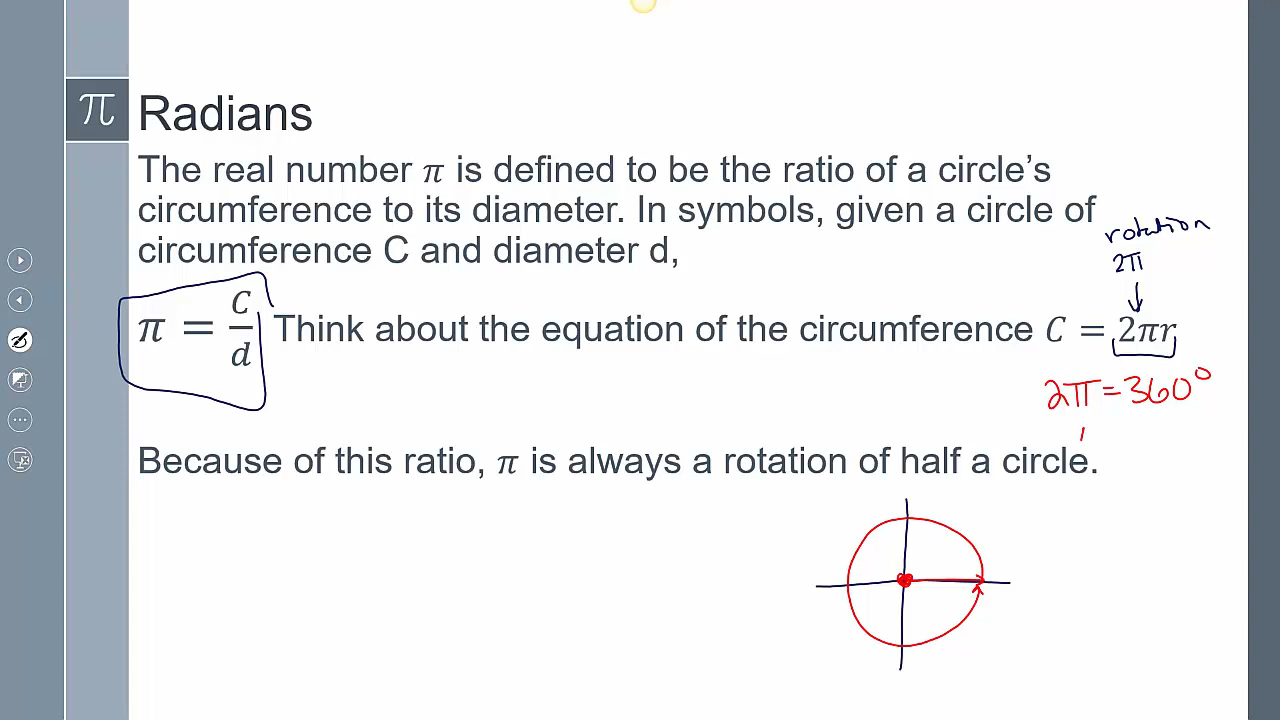 π Radians
The real number π is defined to be the ratio of a circle’s
circumference to its diameter. In symbols, given a circle of
circumference C and diameter d,
rotation
2π
π = C/d Think about the equation of the circumference C = 2πr
2π = 360°
Because of this ratio, π is always a rotation of half a circle.